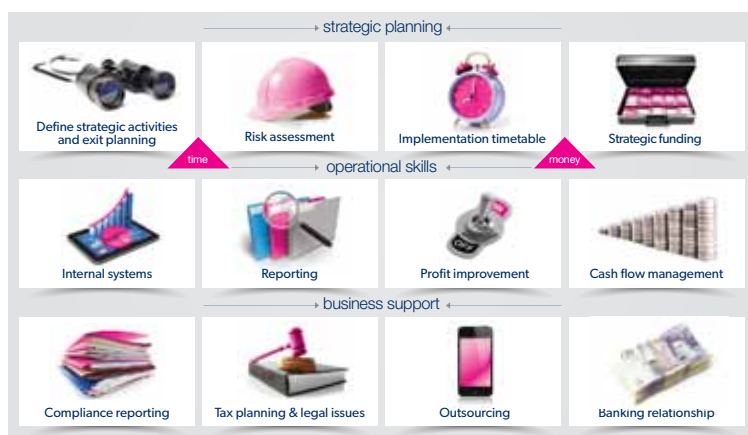 strategic planning
Define strategic activities
and exit planning
Risk assessment
Implementation timetable
Strategic funding
time
money
operational skills
Internal systems
Reporting
Profit improvement
Cash flow management
OFF
business support
Compliance reporting
Tax planning & legal issues
Outsourcing
Banking relationship